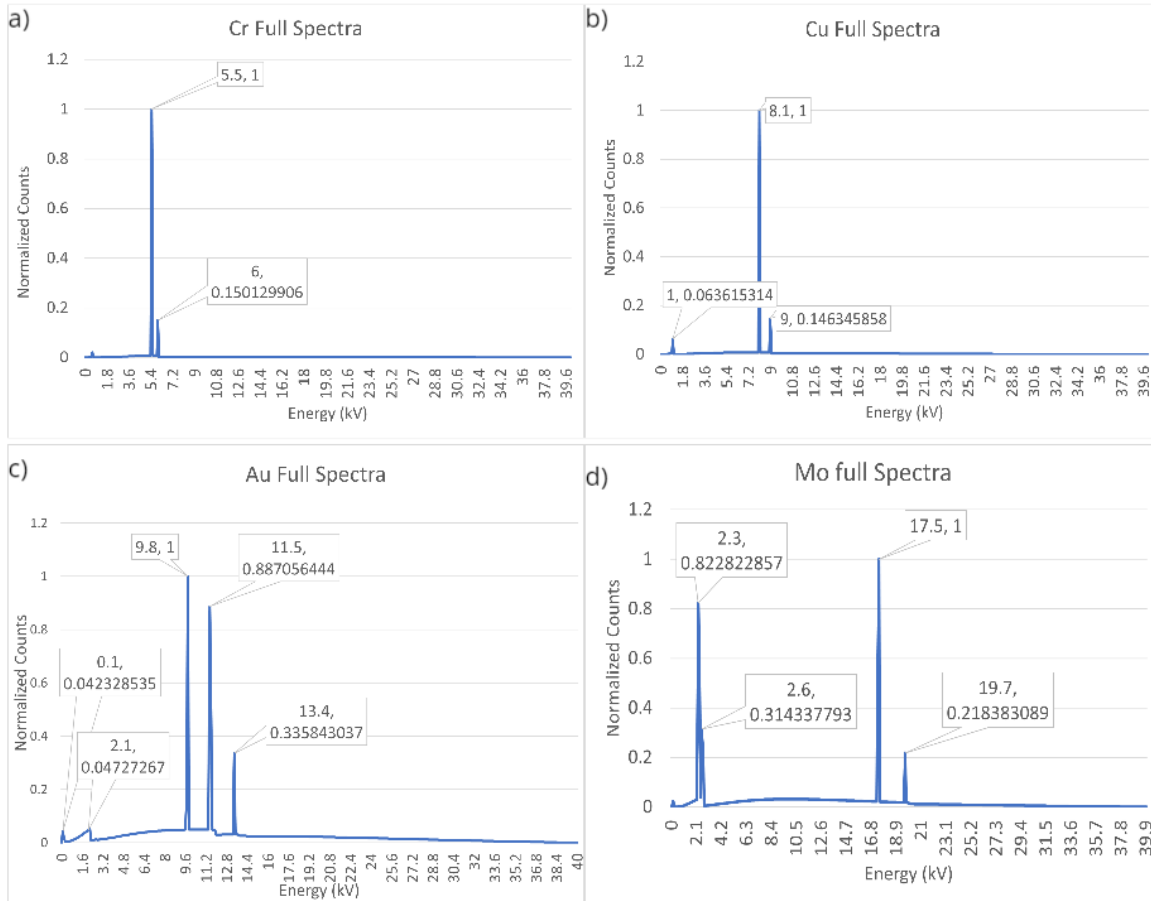 a)
Cr Full Spectra
Normalized Counts
1.2
1
0.8
0.6
0.4
0.2
0
5.5, 1
6,
0.150129906
0 1.8 3.6 5.4 7.2 9 10.8 12.6 14.4 16.2 18 19.8 21.6 23.4 25.2 27 28.8 30.6 32.4 34.2 36 37.8 39.6
Energy (kV)
b)
Cu Full Spectra
Normalized Counts
1.2
1
0.8
0.6
0.4
0.2
0
8.1, 1
1, 0.063615314
9, 0.146345858
0 1.8 3.6 5.4 7.2 9 10.8 12.6 14.4 16.2 18 19.8 21.6 23.4 25.2 27 28.8 30.6 32.4 34.2 36 37.8 39.6
Energy (kV)
c)
Au Full Spectra
Normalized Counts
1.2
1
0.8
0.6
0.4
0.2
0
9.8, 1
11.5,
0.887056444
0.1,
0.042328535
2.1,
0.04727267
13.4,
0.335843037
0 1.6 3.2 4.8 6.4 8 9.6 11.2 12.8 14.4 16 17.6 19.2 20.8 22.4 24 25.6 27.2 28.8 30.4 32 33.6 35.2 36.8 38.4 40
Energy (kV)
d)
Mo full Spectra
Normalized Counts
1.2
1
0.8
0.6
0.4
0.2
0
2.3,
0.822822857
17.5, 1
2.6,
0.314337793
19.7,
0.218383089
0 2.1 4.2 6.3 8.4 10.5 12.6 14.7 16.8 18.9 21 23.1 25.2 27.3 29.4 31.5 33.6 35.7 37.8 39.9
Energy (kV)